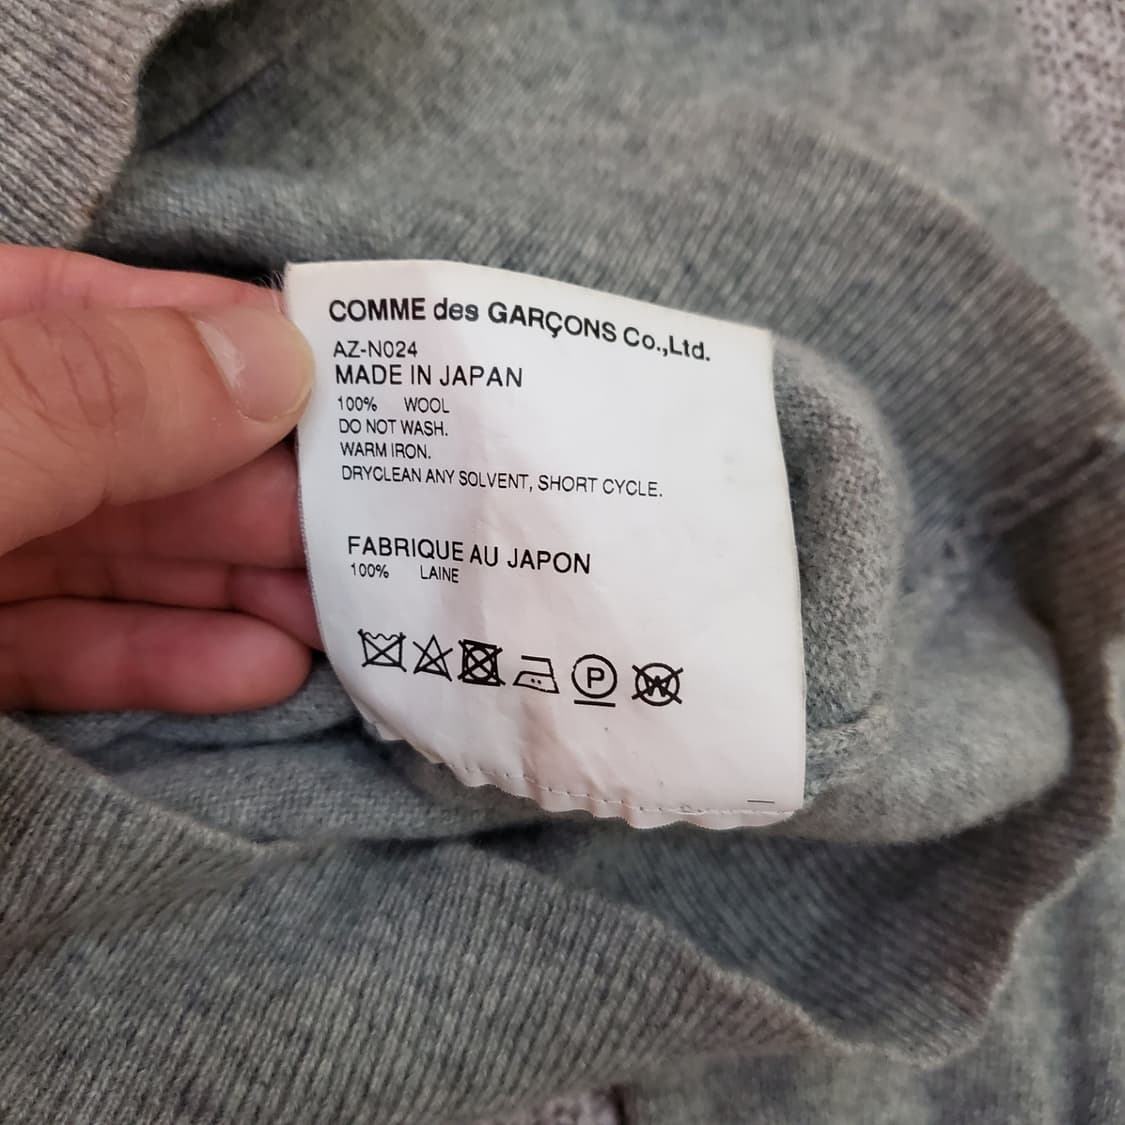 COMME des GARÇONS Co.,Ltd.
AZ-N024
MADE IN JAPAN
100% WOOL
DO NOT WASH.
WARM IRON.
DRYCLEAN ANY SOLVENT, SHORT CYCLE.
FABRIQUE AU JAPON
100% LAINE
P W